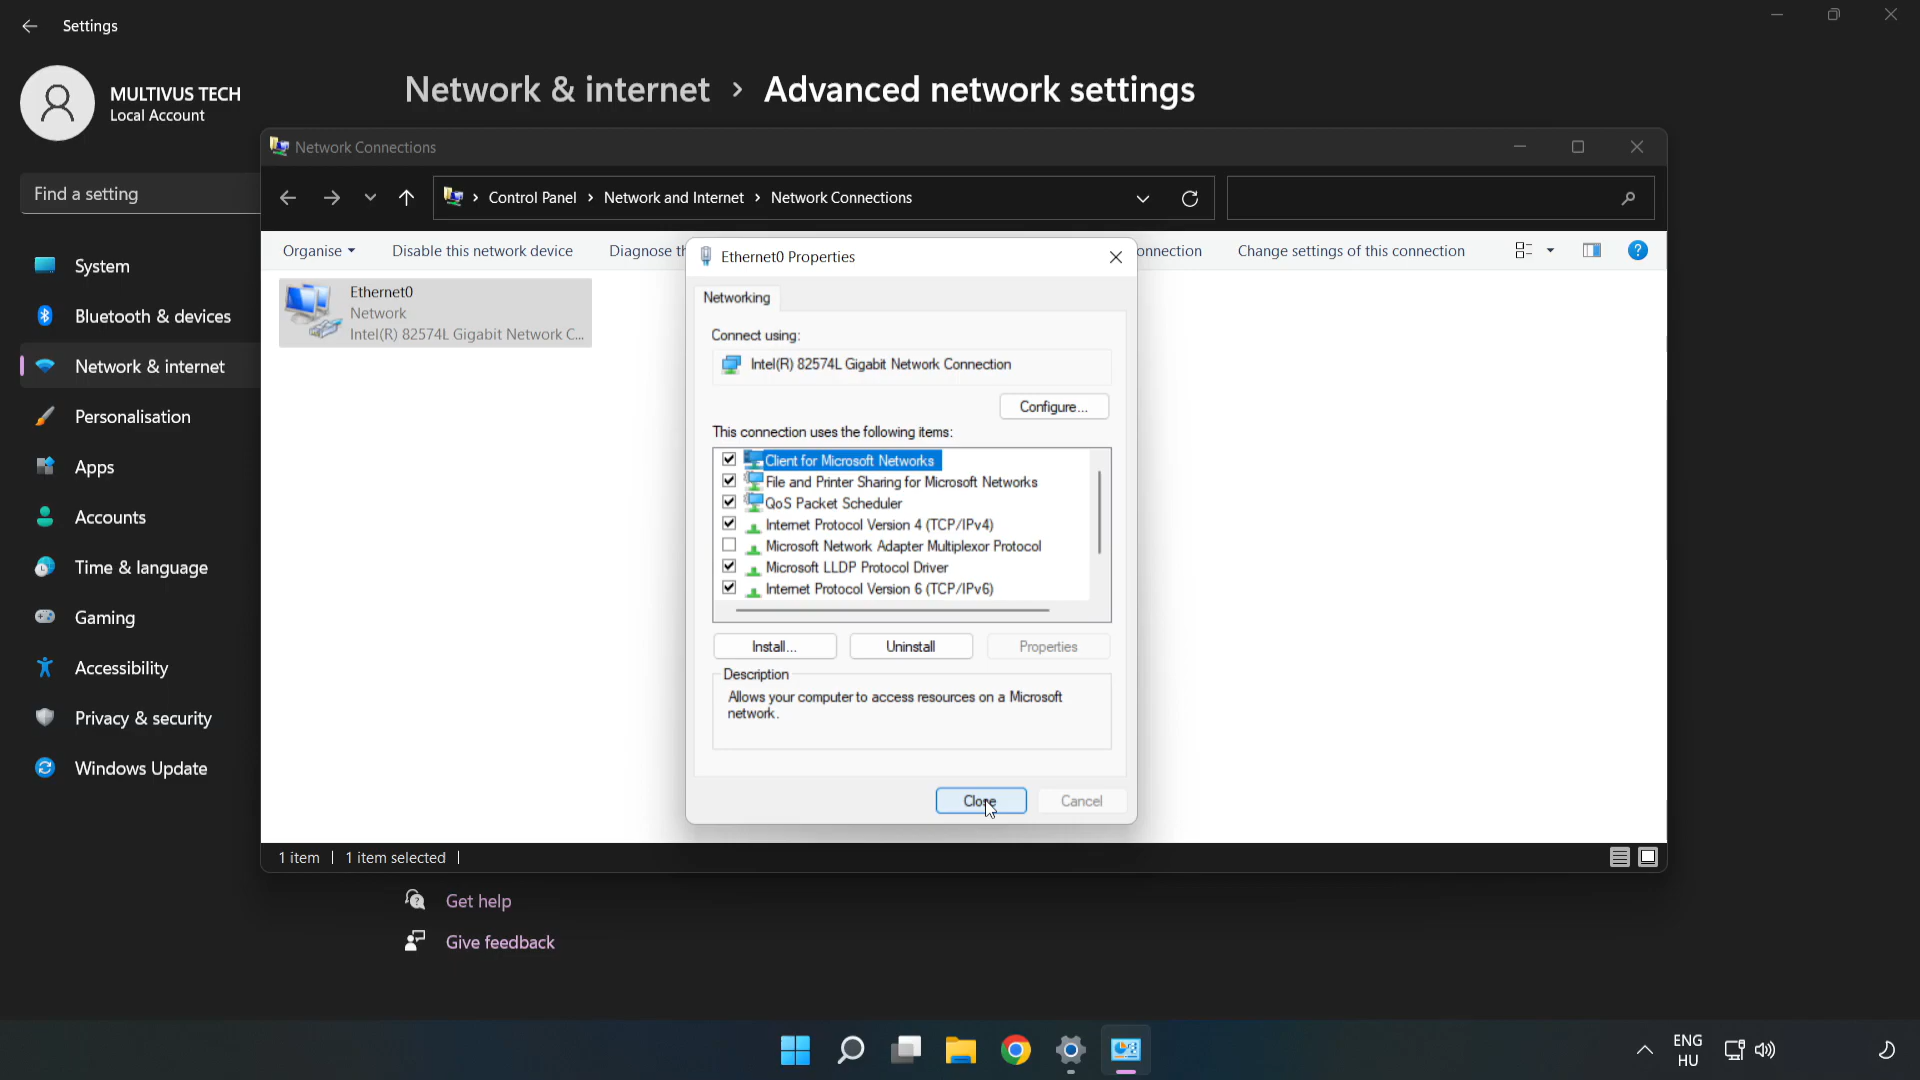 Settings
MULTIVUS TECH
Local Account
Network & internet › Advanced network settings
Find a setting
System
Bluetooth & devices
Network & internet
Personalisation
Apps
Accounts
Time & language
Gaming
Accessibility
Privacy & security
Windows Update
Network Connections
Control Panel › Network and Internet › Network Connections
Organise
Disable this network device
Diagnose th
onnection
Change settings of this connection
Ethernet0
Network
Intel(R) 82574L Gigabit Network C...
Ethernet0 Properties
Networking
Connect using:
Intel(R) 82574L Gigabit Network Connection
Configure...
This connection uses the following items:
Client for Microsoft Networks
File and Printer Sharing for Microsoft Networks
QoS Packet Scheduler
Internet Protocol Version 4 (TCP/IPv4)
Microsoft Network Adapter Multiplexor Protocol
Microsoft LLDP Protocol Driver
Internet Protocol Version 6 (TCP/IPv6)
Install...
Uninstall
Properties
Description
Allows your computer to access resources on a Microsoft
network.
Close
Cancel
1 item
1 item selected
Get help
Give feedback
ENG
HU